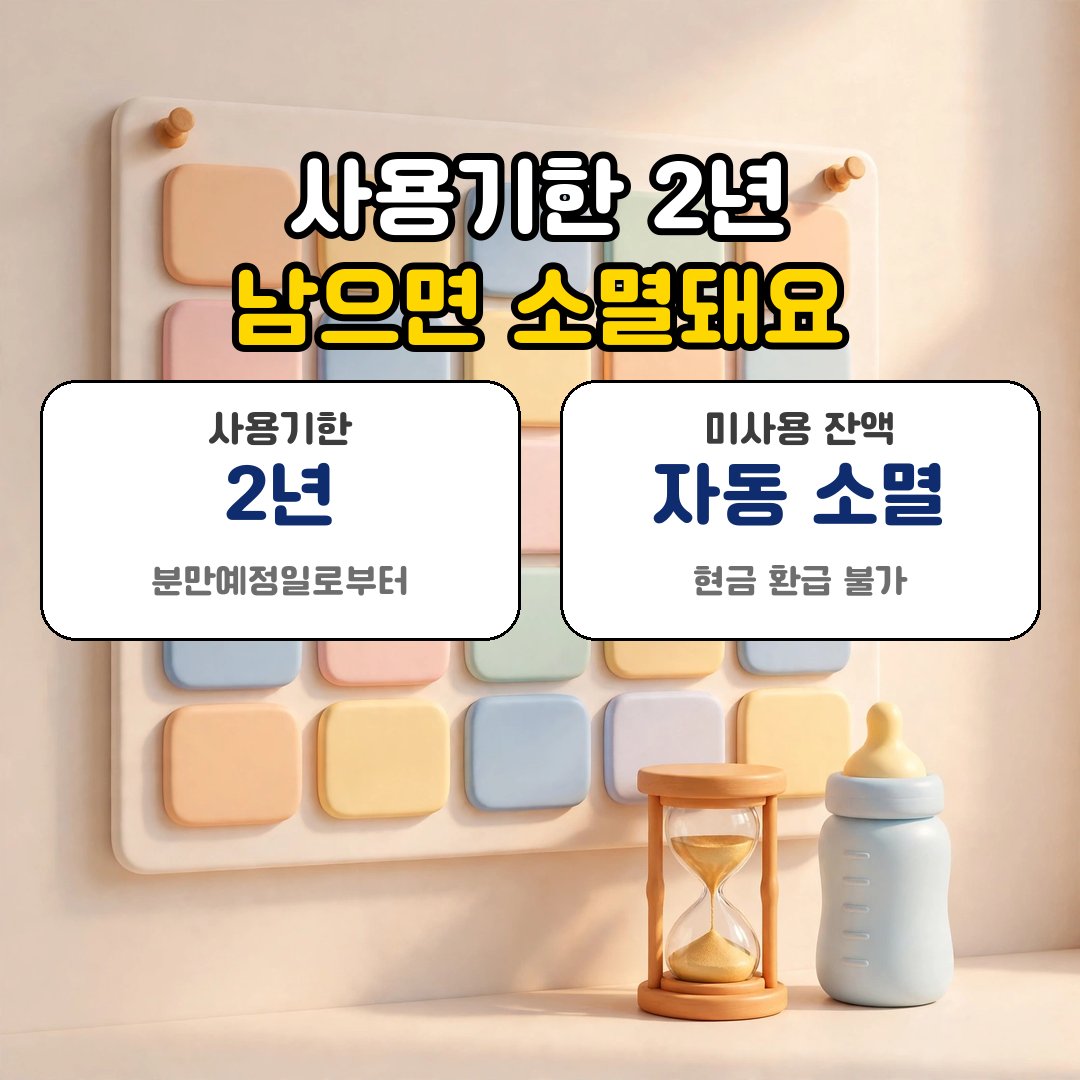 사용기한 2년
남으면 소멸돼요
사용기한
2년
분만예정일로부터
미사용 잔액
자동 소멸
현금 환급 불가